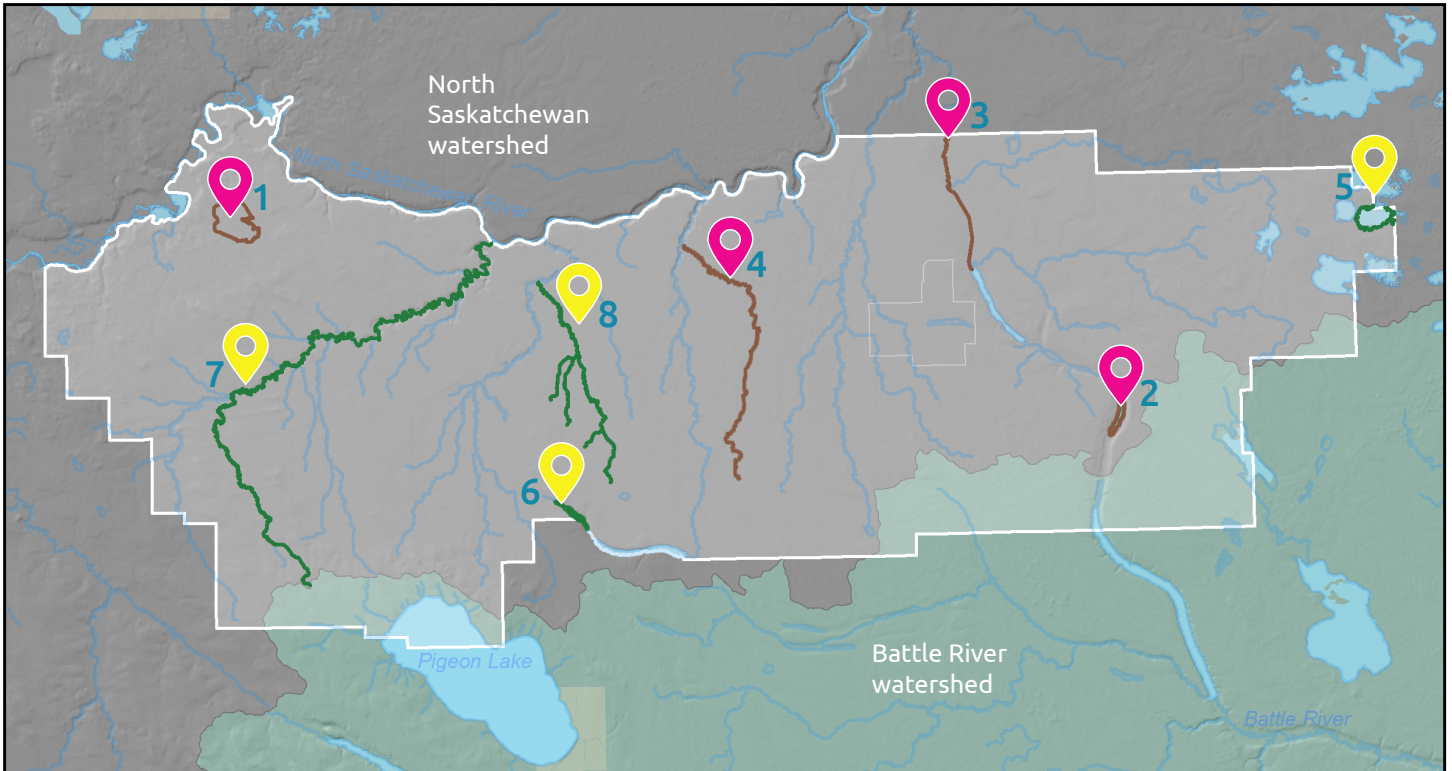 North
Saskatchewan
watershed
3
North Saskatchewan River
1
5
4
8
7
2
6
Battle River
watershed
Pigeon Lake
Battle River